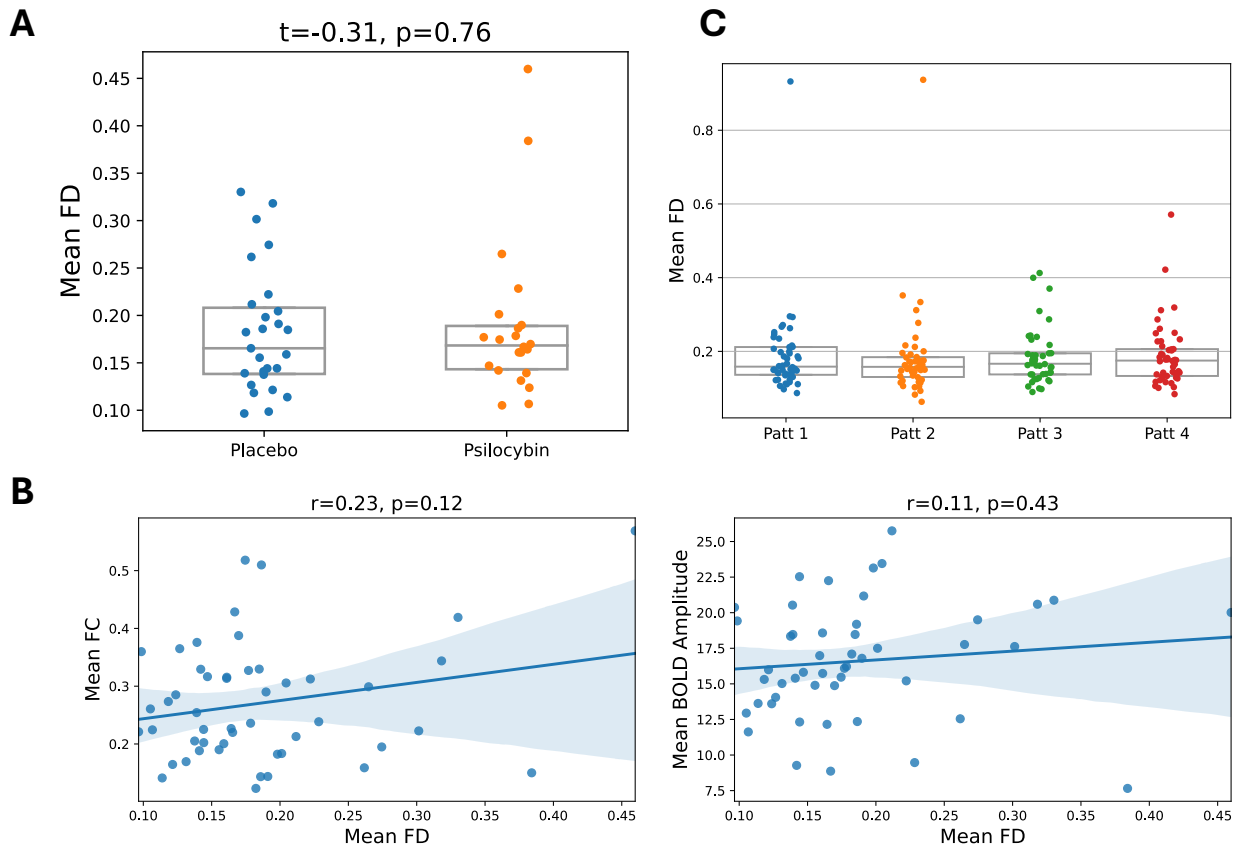 A
t=-0.31, p=0.76
Mean FD
0.45
0.40
0.35
0.30
0.25
0.20
0.15
0.10
Placebo Psilocybin
C
Mean FD
0.8
0.6
0.4
0.2
Patt 1 Patt 2 Patt 3 Patt 4
B
r=0.23, p=0.12
Mean FC
0.5
0.4
0.3
0.2
0.10 0.15 0.20 0.25 0.30 0.35 0.40 0.45
Mean FD
r=0.11, p=0.43
Mean BOLD Amplitude
25.0
22.5
20.0
17.5
15.0
12.5
10.0
7.5
0.10 0.15 0.20 0.25 0.30 0.35 0.40 0.45
Mean FD